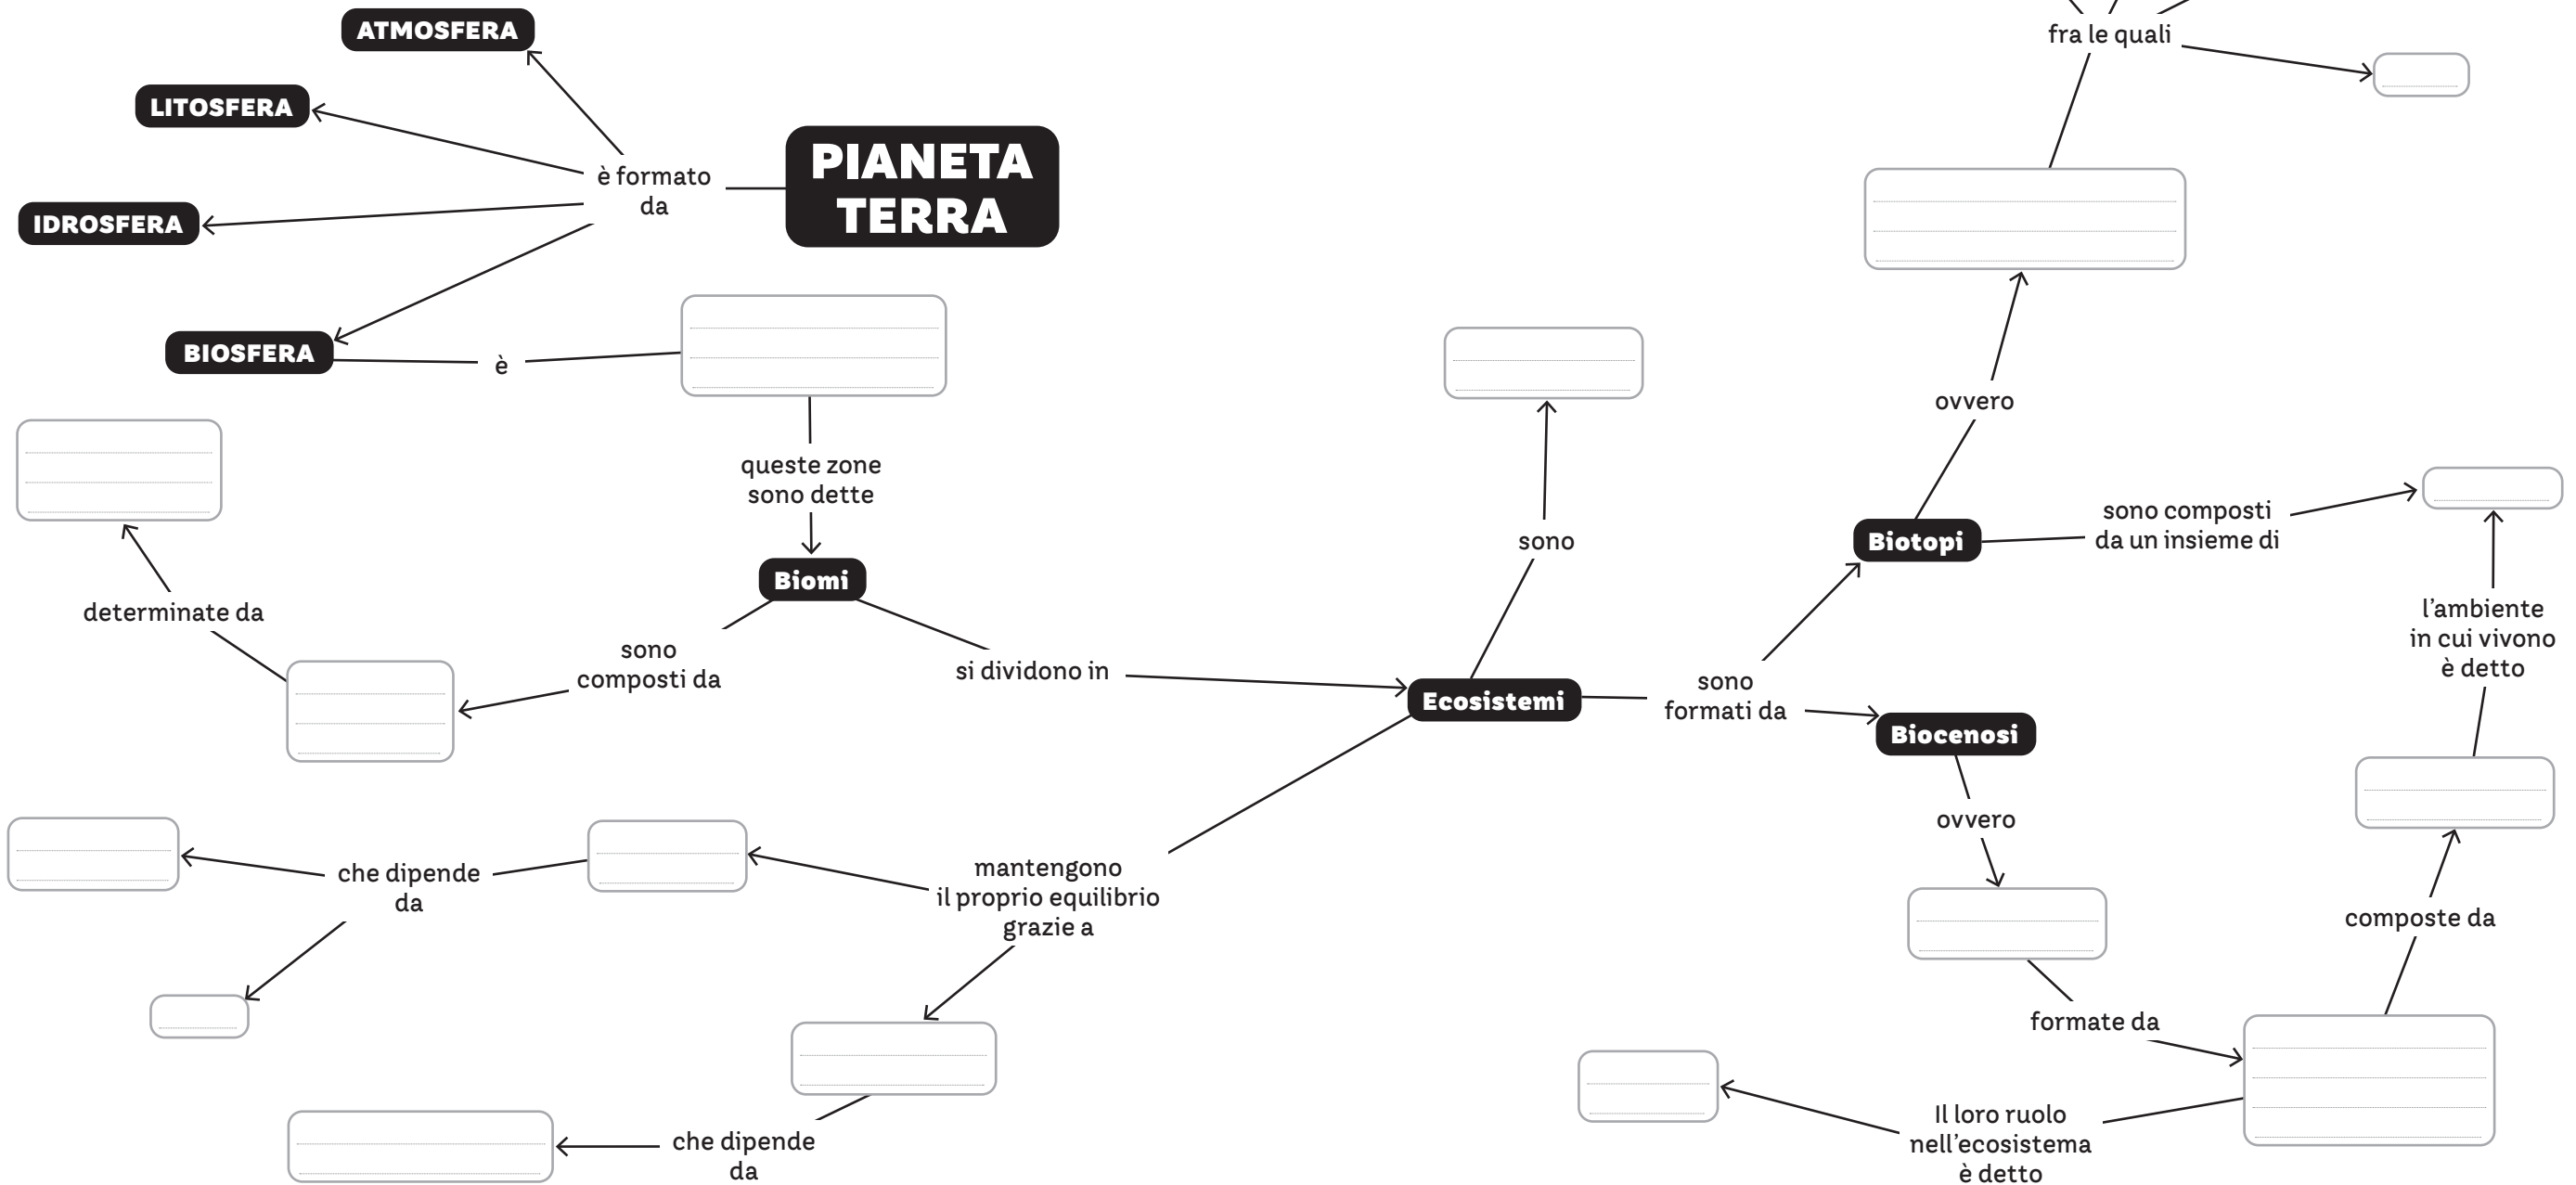 ATMOSFERA
fra le quali
LITOSFERA
PIANETA
TERRA
è formato
da
IDROSFERA
BIOSFERA
è
ovvero
queste zone
sono dette
sono composti
da un insieme di
Biotopi
sono
Biomi
determinate da
l’ambiente
in cui vivono
è detto
sono
composti da
si dividono in
Ecosistemi
sono
formati da
Biocenosi
ovvero
che dipende
da
mantengono
il proprio equilibrio
grazie a
composte da
formate da
che dipende
da
Il loro ruolo
nell’ecosistema
è detto